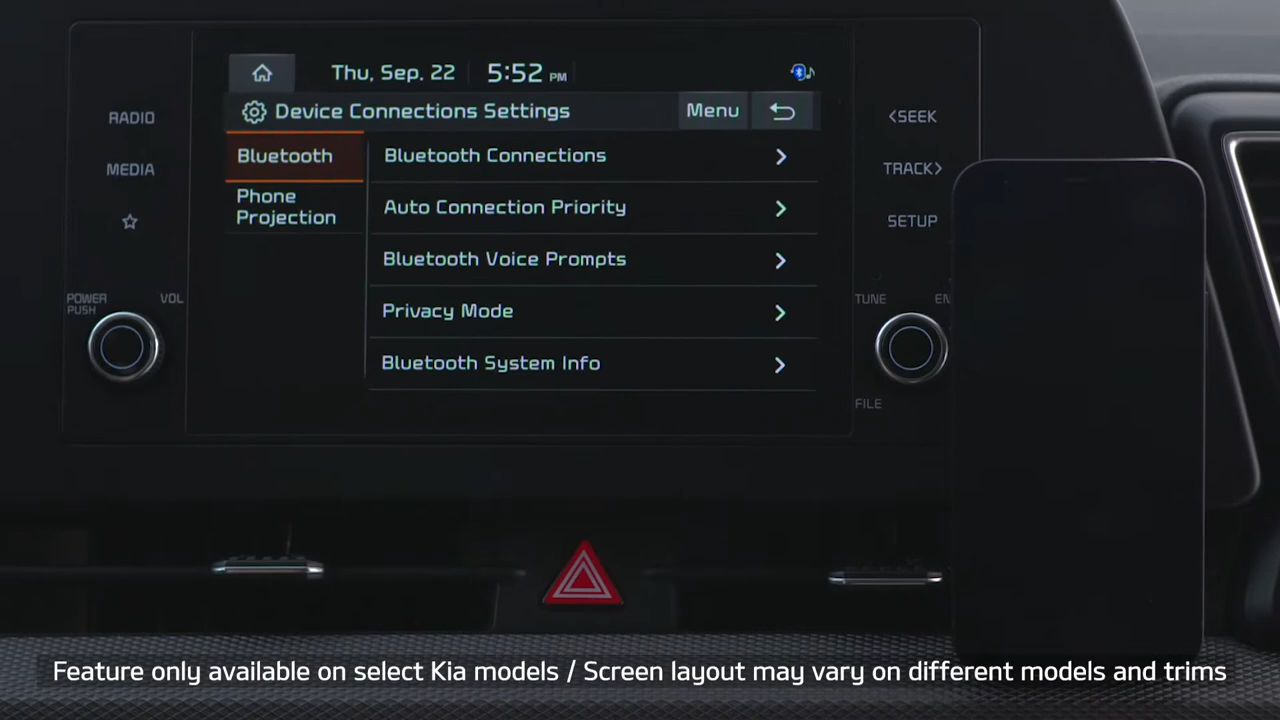 Thu, Sep. 22 5:52 PM
Device Connections Settings Menu
Bluetooth
Phone
Projection
Bluetooth Connections
Auto Connection Priority
Bluetooth Voice Prompts
Privacy Mode
Bluetooth System Info
RADIO
MEDIA
POWER
PUSH
VOL
<SEEK
TRACK>
SETUP
TUNE
FILE
Feature only available on select Kia models / Screen layout may vary on different models and trims